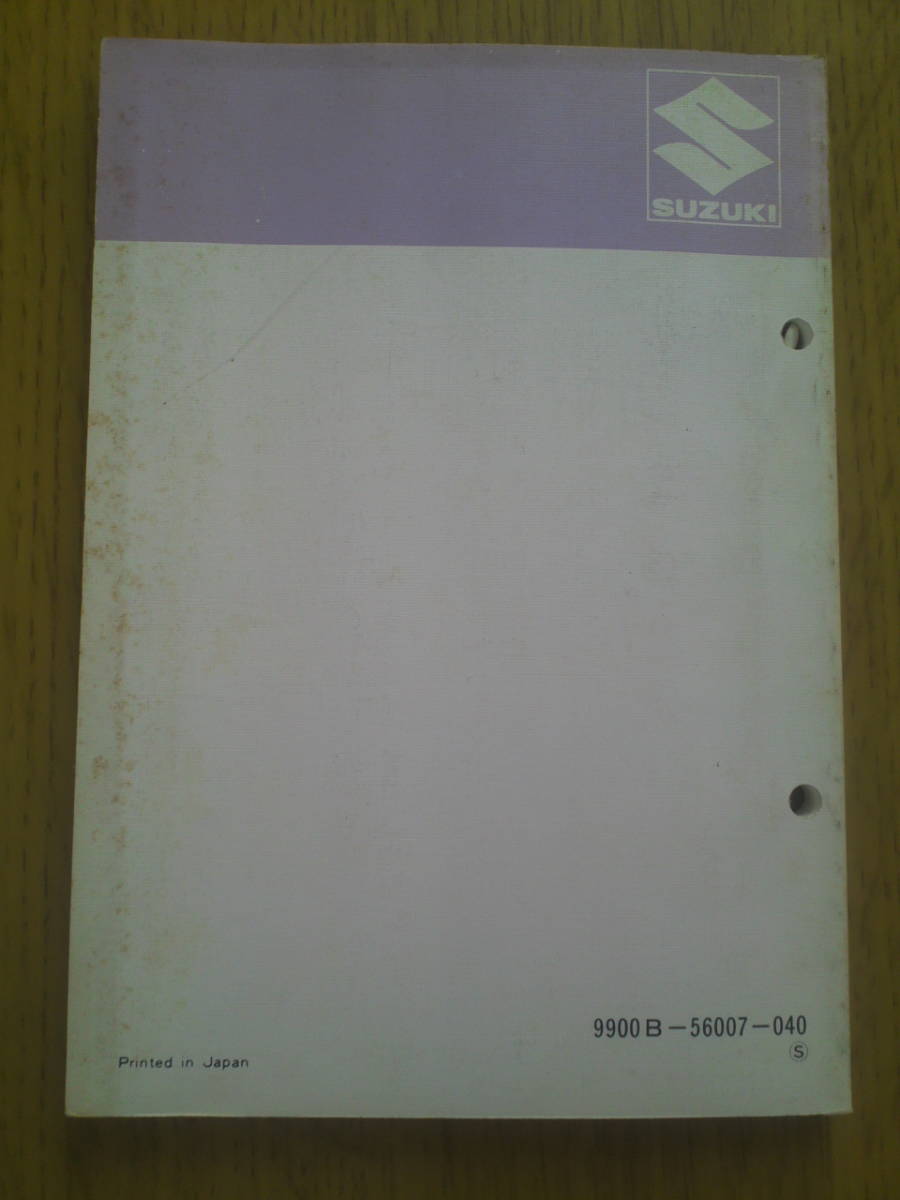 SUZUKI
9900B-56007-040
Ⓢ
Printed in Japan